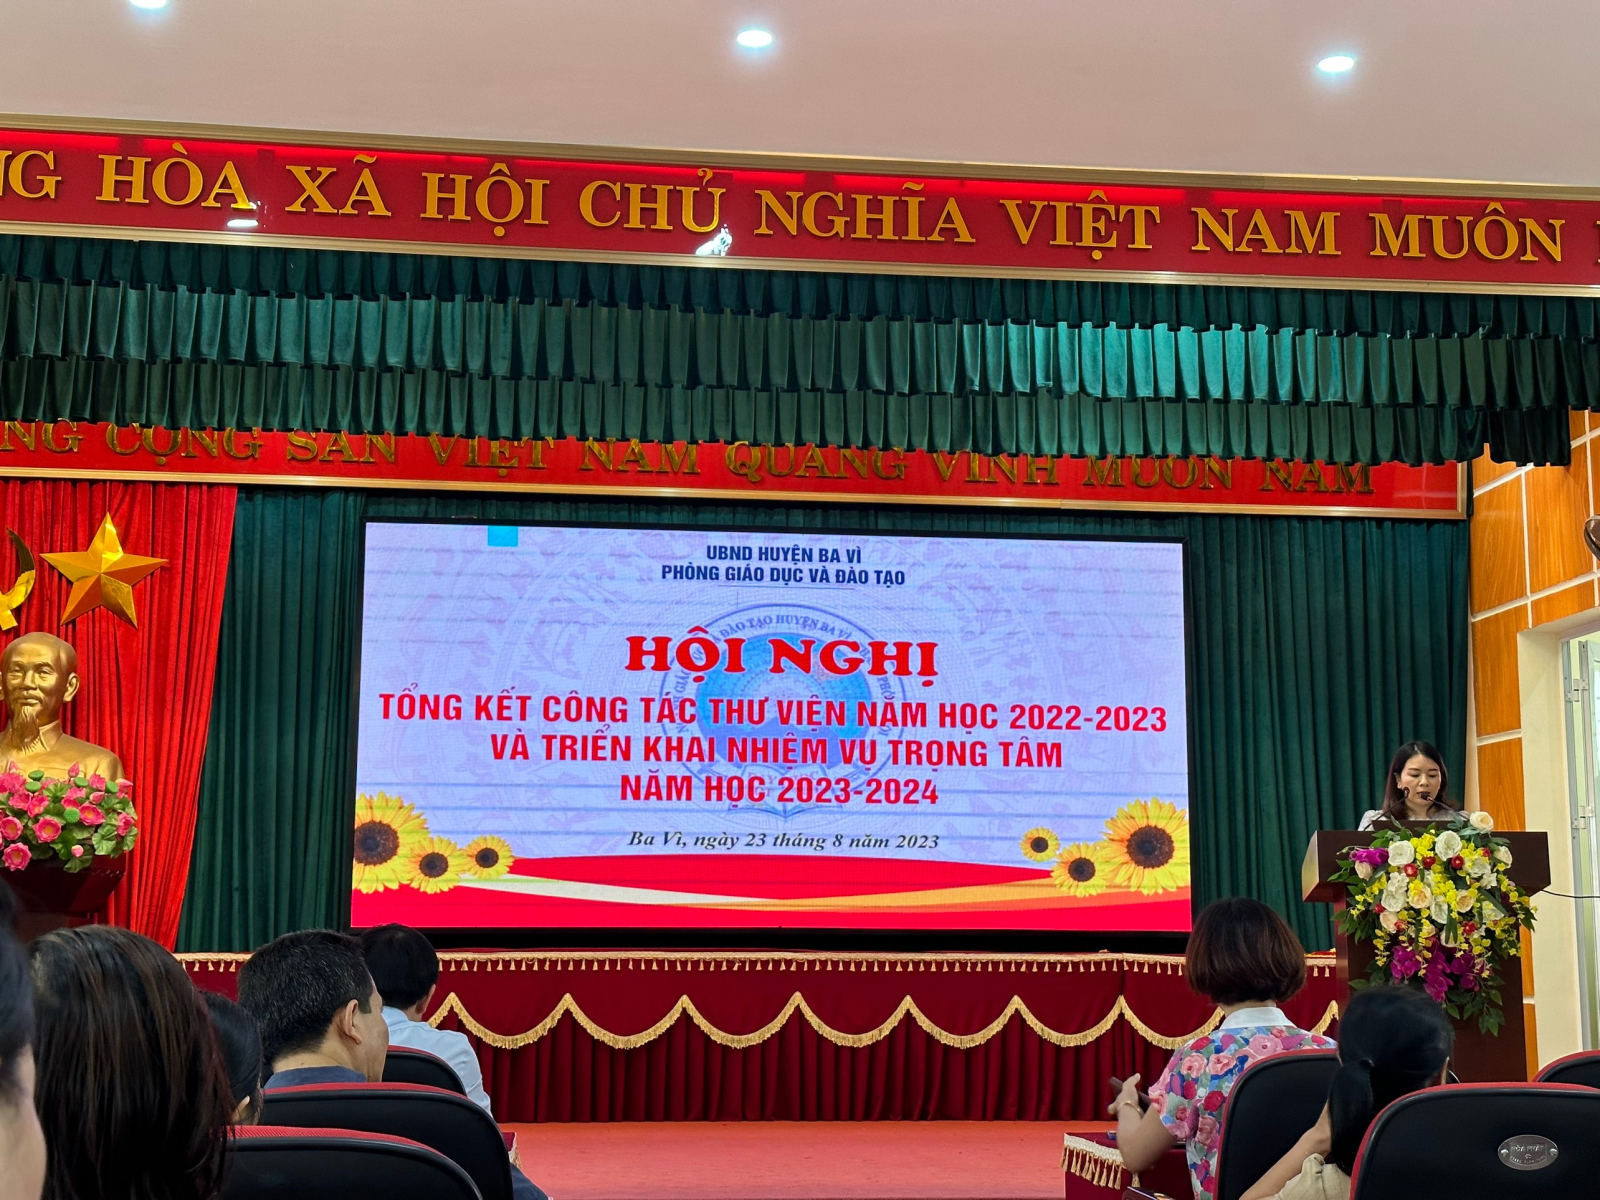 NG HÒA XÃ HỘI CHỦ NGHĨA VIỆT NAM MUÔN
NG CỘNG SẢN VIỆT NAM QUANG VINH MUÔN NĂM
UBND HUYỆN BA VÌ
PHÒNG GIÁO DỤC VÀ ĐÀO TẠO
HỘI NGHỊ
TỔNG KẾT CÔNG TÁC THƯ VIỆN NĂM HỌC 2022-2023
VÀ TRIỂN KHAI NHIỆM VỤ TRỌNG TÂM
NĂM HỌC 2023-2024
Ba Vì, ngày 23 tháng 8 năm 2023
HÒA PHÁT